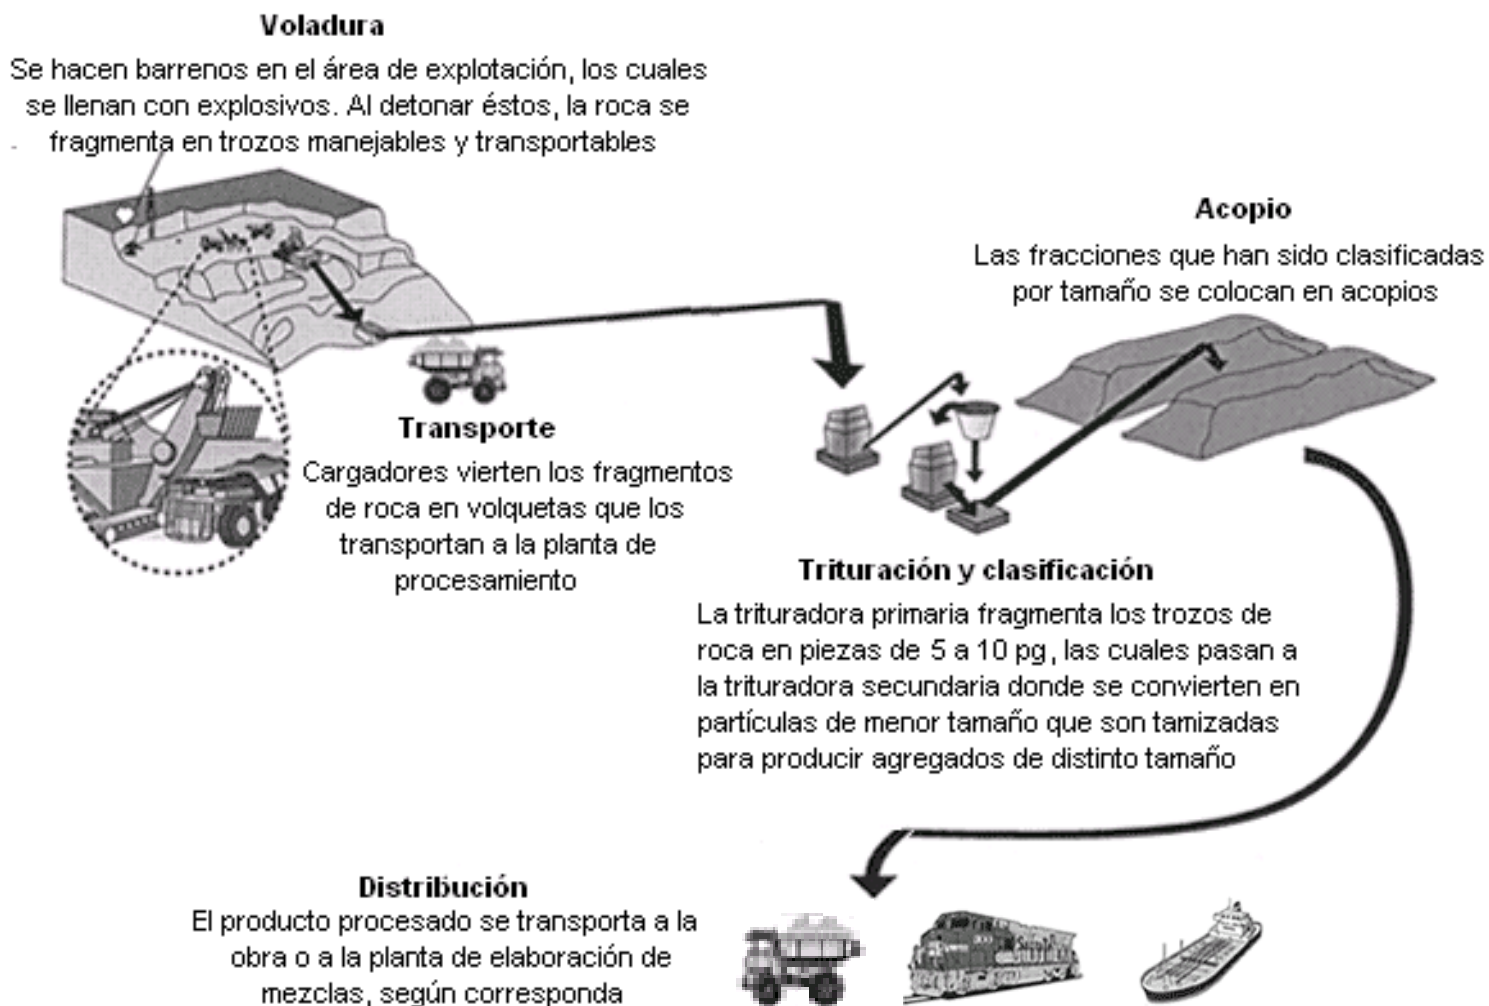 Voladura
Se hacen barrenos en el área de explotación, los cuales
se llenan con explosivos. Al detonar éstos, la roca se
fragmenta en trozos manejables y transportables
Acopio
Las fracciones que han sido clasificadas
por tamaño se colocan en acopios
Transporte
Cargadores vierten los fragmentos
de roca en volquetas que los
transportan a la planta de
procesamiento
Trituración y clasificación
La trituradora primaria fragmenta los trozos de
roca en piezas de 5 a 10 pg, las cuales pasan a
la trituradora secundaria donde se convierten en
partículas de menor tamaño que son tamizadas
para producir agregados de distinto tamaño
Distribución
El producto procesado se transporta a la
obra o a la planta de elaboración de
mezclas, según corresponda